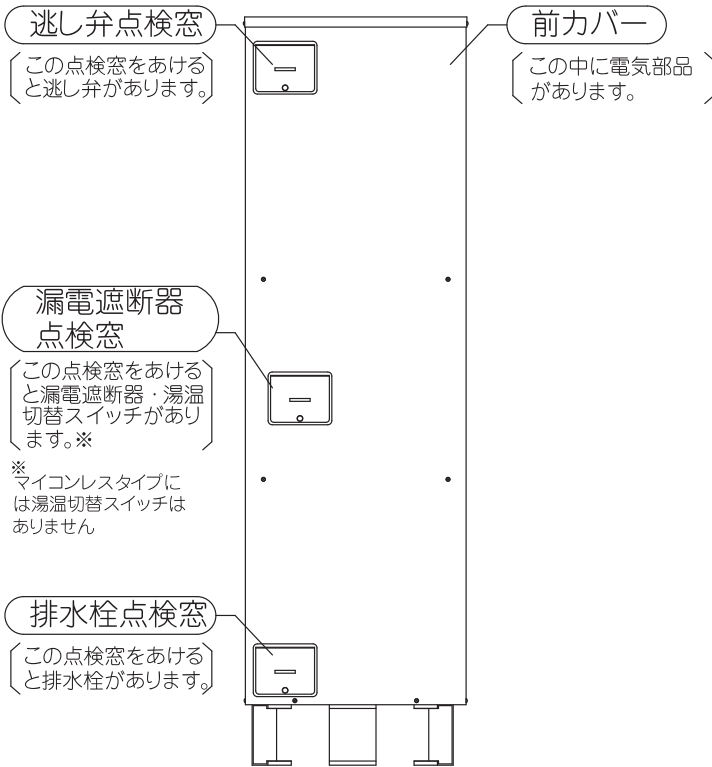 逃し弁点検窓
この点検窓をあける
と逃し弁があります。
前カバー
この中に電気部品
があります。
漏電遮断器
点検窓
この点検窓をあける
と漏電遮断器・湯温
切替スイッチがあり
ます。※
※
マイコンレスタイプに
は湯温切替スイッチは
ありません
排水栓点検窓
この点検窓をあける
と排水栓があります。